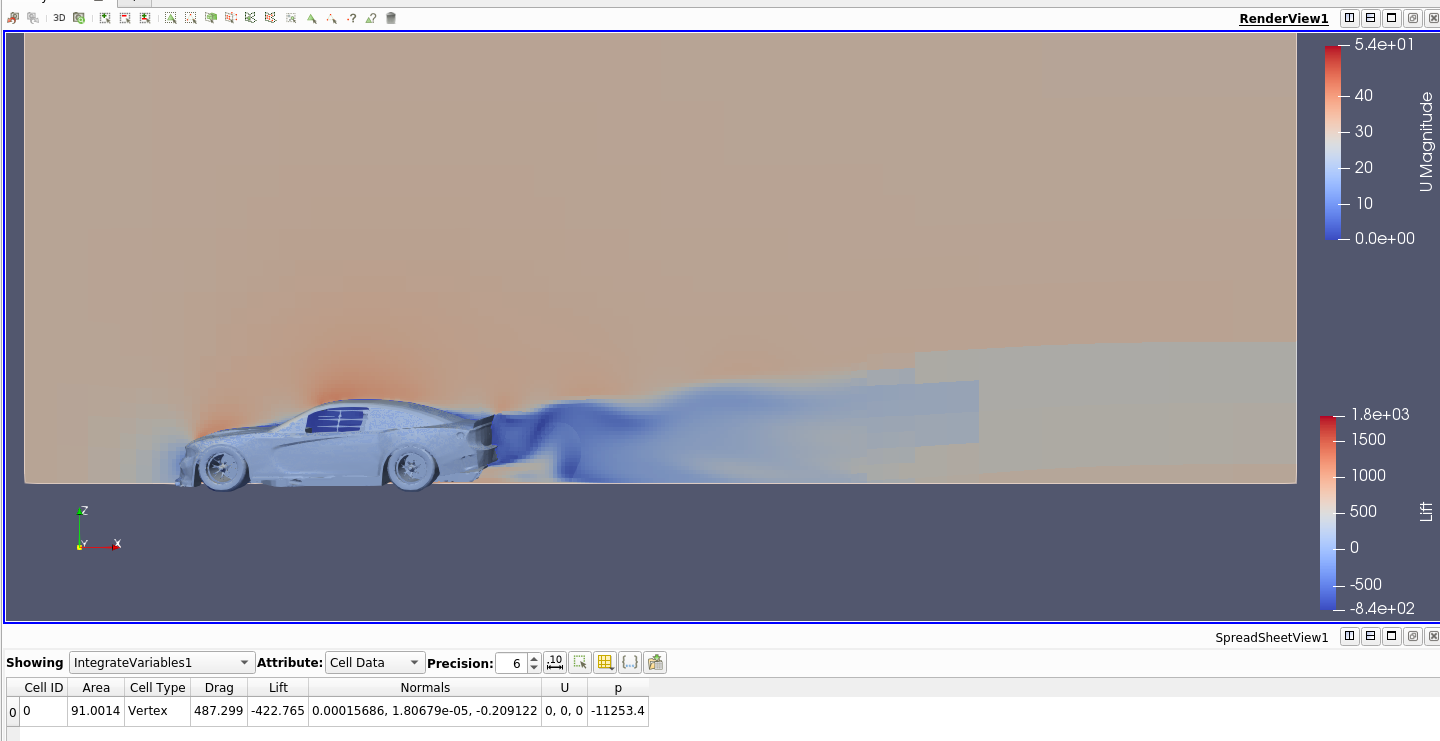 3D
RenderView1
5.4e+01
40
30
20
10
0.0e+00
U Magnitude
1.8e+03
1500
1000
500
0
-500
-8.4e+02
Lift
Z
Y X
SpreadSheetView1
Showing IntegrateVariables1 Attribute: Cell Data Precision: 6 .10 {..}
Cell ID Area Cell Type Drag Lift Normals U p
0 0 91.0014 Vertex 487.299 -422.765 0.00015686, 1.80679e-05, -0.209122 0, 0, 0 -11253.4